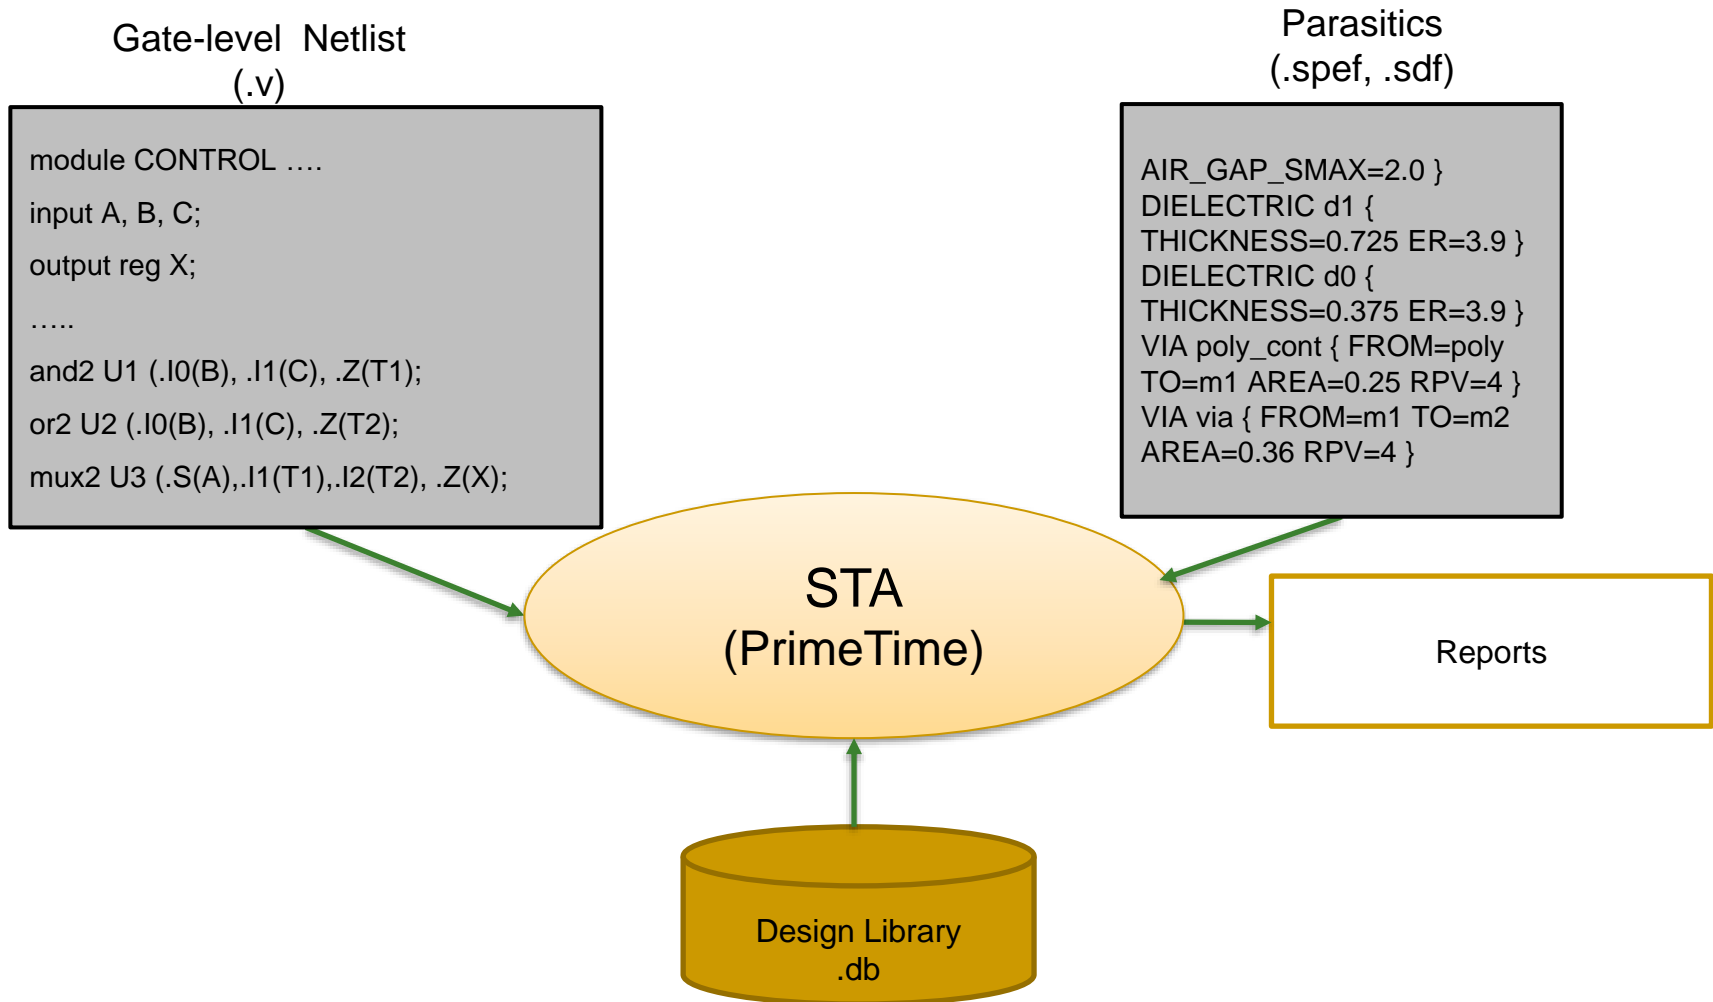 Gate-level Netlist
(.v)
module CONTROL ….
input A, B, C;
output reg X;
…..
and2 U1 (.I0(B), .I1(C), .Z(T1);
or2 U2 (.I0(B), .I1(C), .Z(T2);
mux2 U3 (.S(A),.I1(T1),.I2(T2), .Z(X);
Parasitics
(.spef, .sdf)
AIR_GAP_SMAX=2.0 }
DIELECTRIC d1 {
THICKNESS=0.725 ER=3.9 }
DIELECTRIC d0 {
THICKNESS=0.375 ER=3.9 }
VIA poly_cont { FROM=poly
TO=m1 AREA=0.25 RPV=4 }
VIA via { FROM=m1 TO=m2
AREA=0.36 RPV=4 }
STA
(PrimeTime)
Reports
Design Library
.db